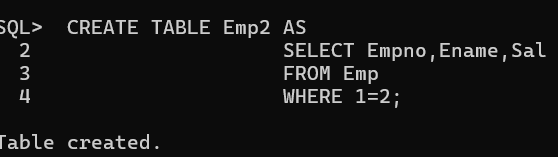 SQL>  CREATE TABLE Emp2 AS
  2                     SELECT Empno,Ename,Sal
  3                     FROM Emp
  4                     WHERE 1=2;
Table created.